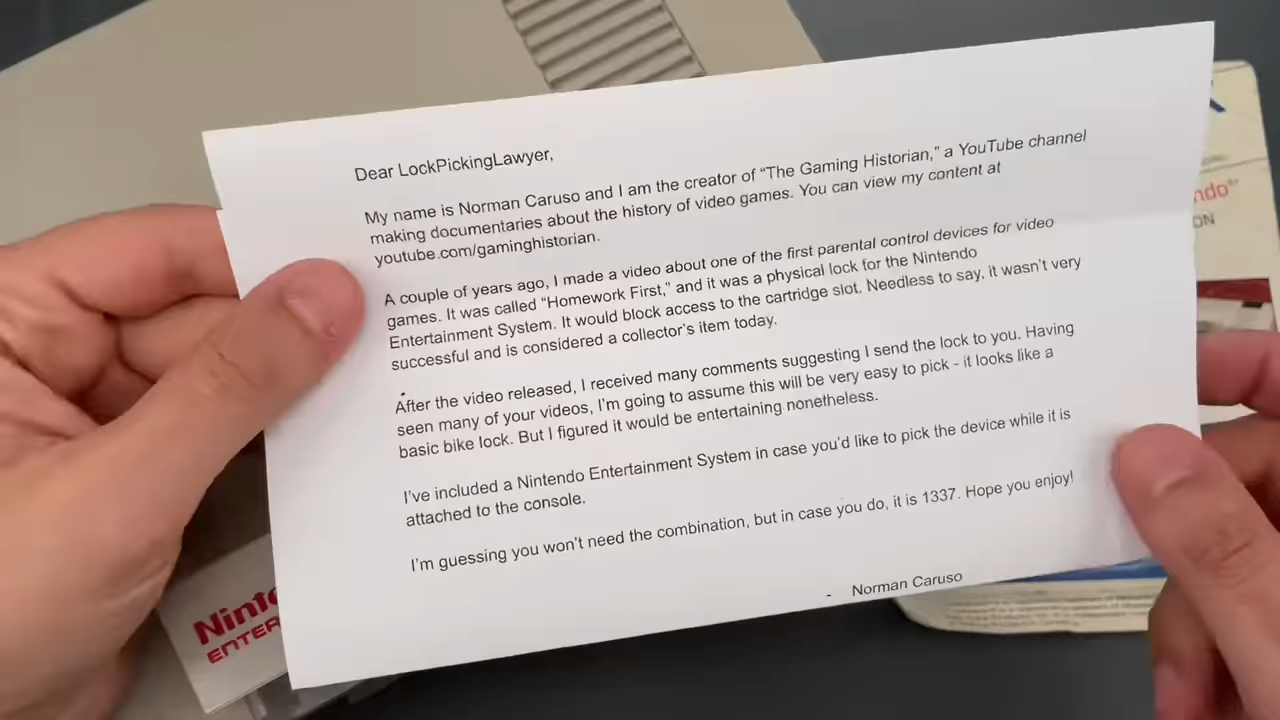 Dear LockPickingLawyer,
My name is Norman Caruso and I am the creator of “The Gaming Historian,” a YouTube channel
making documentaries about the history of video games. You can view my content at
youtube.com/gaminghistorian.
A couple of years ago, I made a video about one of the first parental control devices for video
games. It was called “Homework First,” and it was a physical lock for the Nintendo
Entertainment System. It would block access to the cartridge slot. Needless to say, it wasn’t very
successful and is considered a collector’s item today.
After the video released, I received many comments suggesting I send the lock to you. Having
seen many of your videos, I’m going to assume this will be very easy to pick - it looks like a
basic bike lock. But I figured it would be entertaining nonetheless.
I’ve included a Nintendo Entertainment System in case you’d like to pick the device while it is
attached to the console.
I’m guessing you won’t need the combination, but in case you do, it is 1337. Hope you enjoy!
- Norman Caruso
Ninte
ENTER
ndo
ON